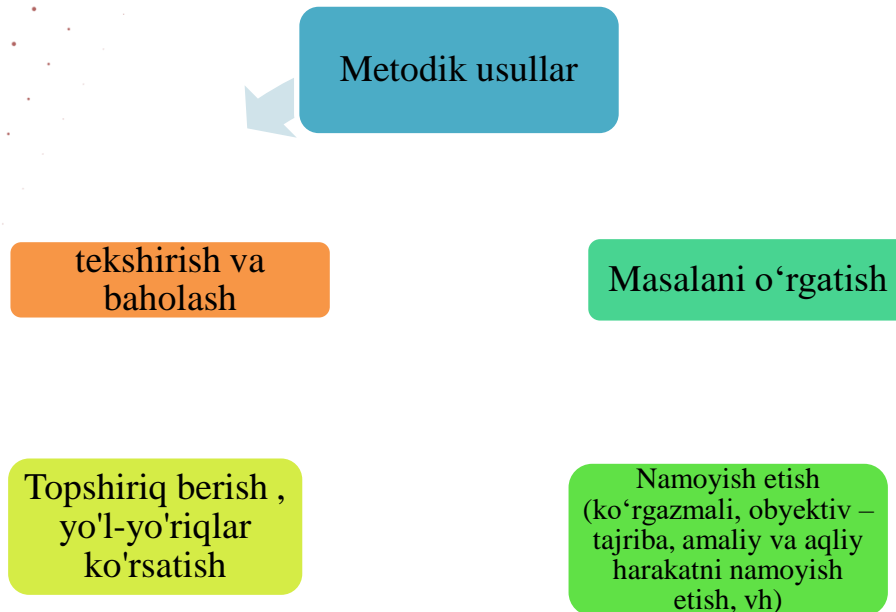 Metodik usullar
tekshirish va
baholash
Masalani o‘rgatish
Topshiriq berish ,
yo'l-yo'riqlar
ko'rsatish
Namoyish etish
(ko‘rgazmali, obyektiv –
tajriba, amaliy va aqliy
harakatni namoyish
etish, vh)